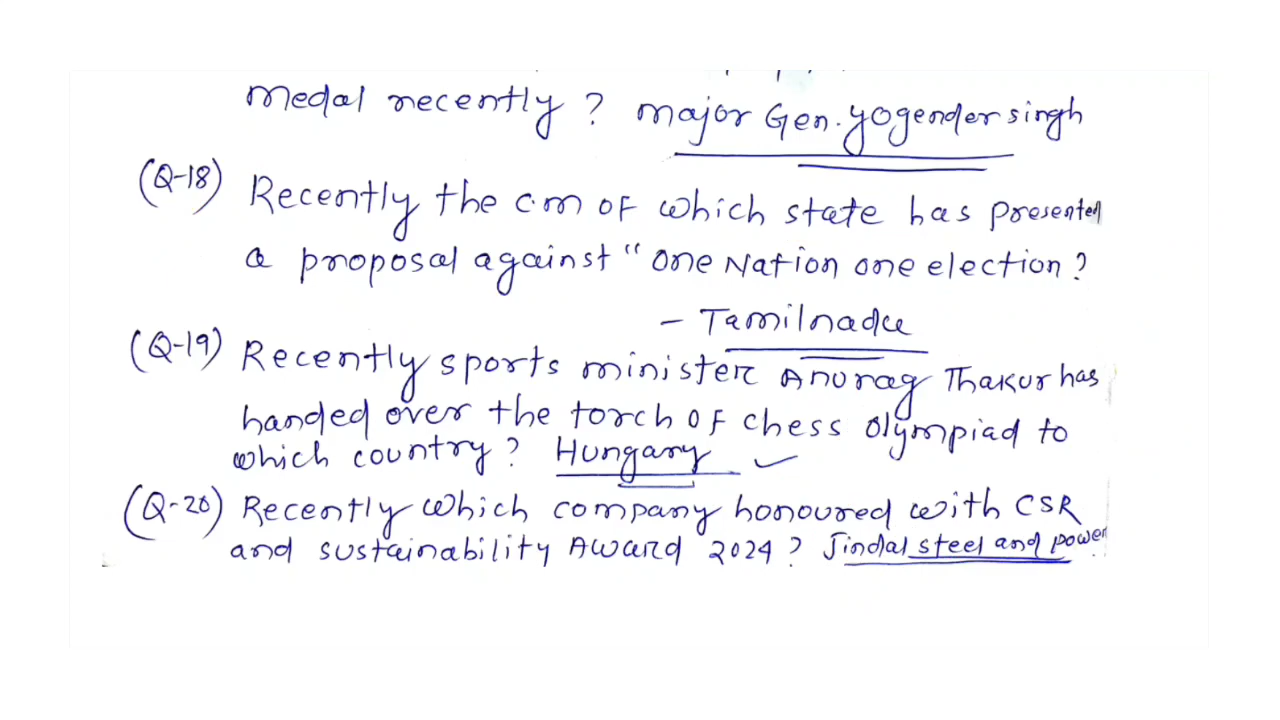 medal recently ? major Gen. yogender singh
(Q-18) Recently the c.m of which state has presented
a proposal against " one Nation one election ?
- Tamilnadu
(Q-19) Recently sports minister Anurag Thakur has
handed over the torch of chess olympiad to
which country ? Hungary
(Q-20) Recently which company honoured with CSR
and sustainability Award 2024 ? Jindal steel and power